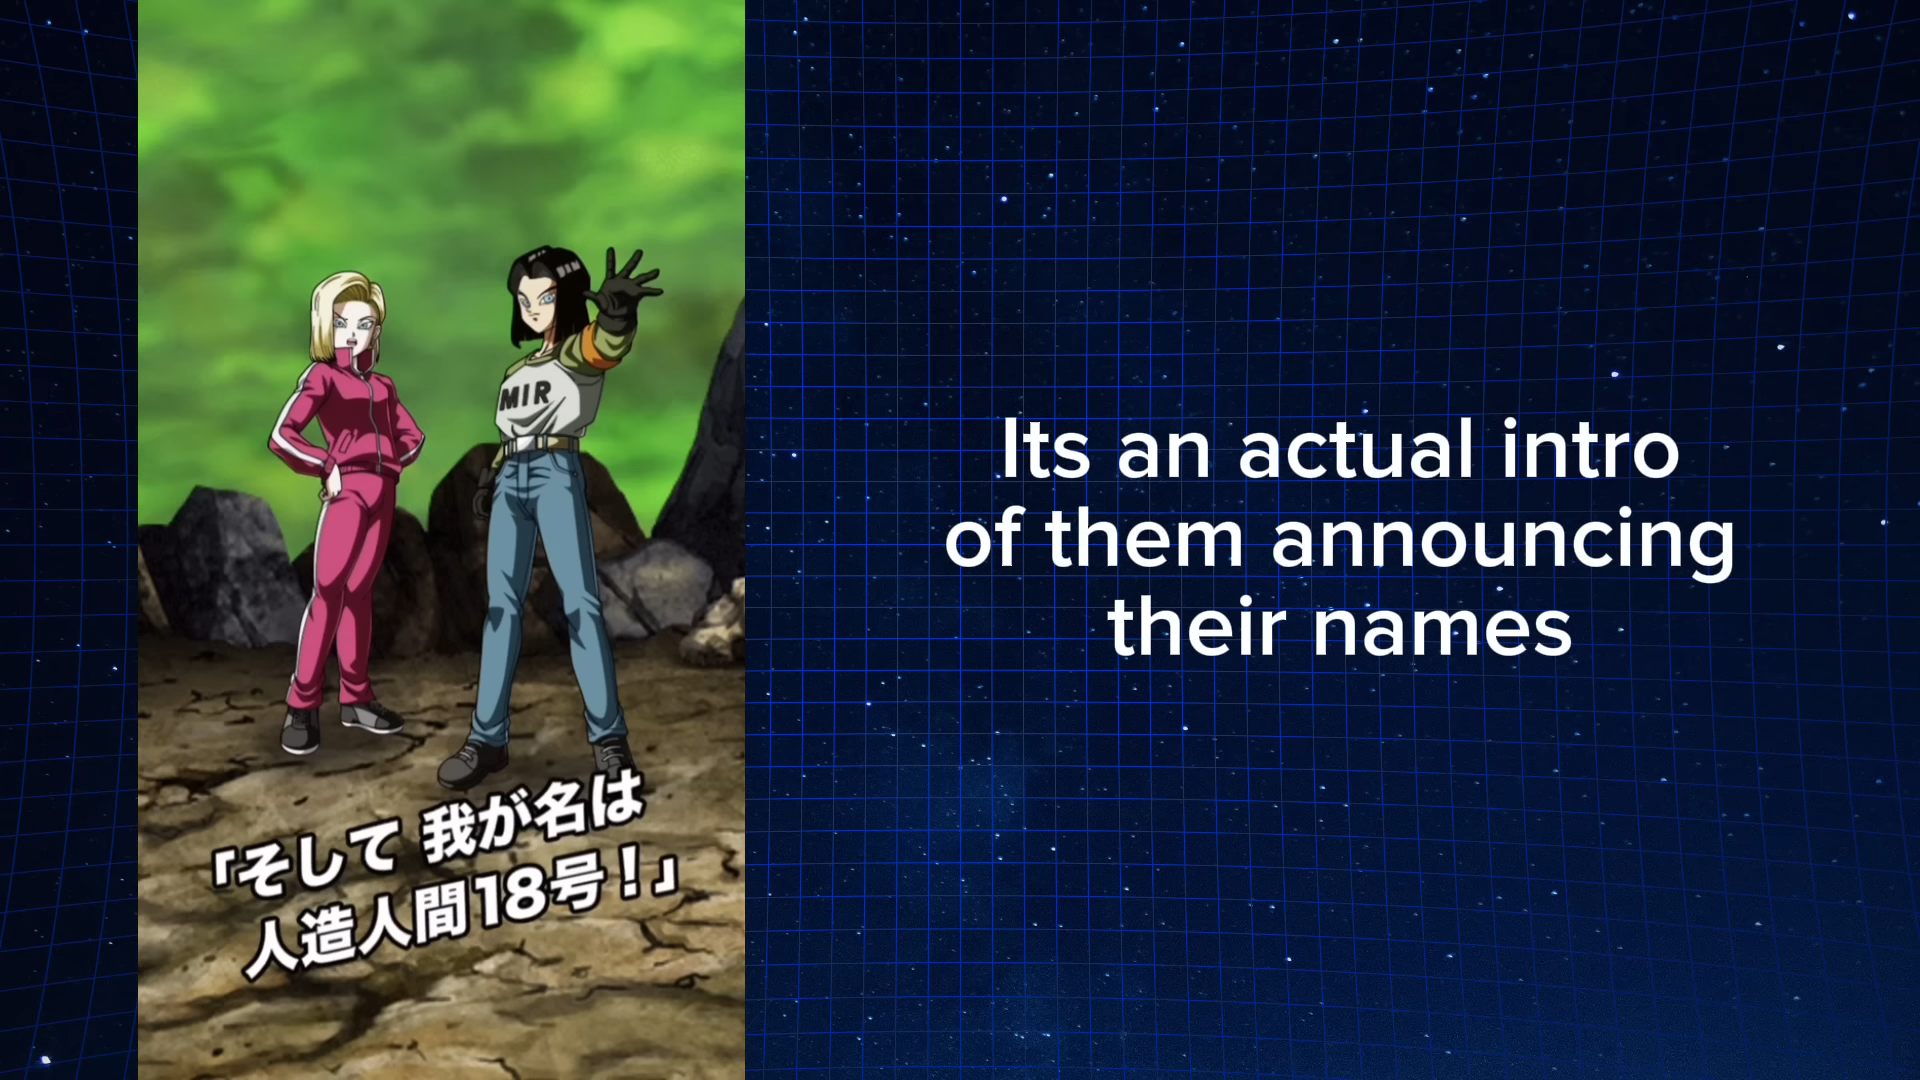 MIR
「そして 我が名は
人造人間18号！」
Its an actual intro
of them announcing
their names